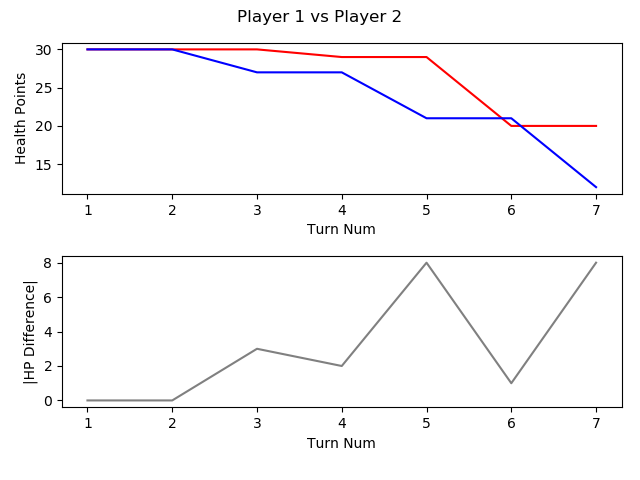 Player 1 vs Player 2
30
25
20
15
Health Points
1 2 3 4 5 6 7
Turn Num
8
6
4
2
0
|HP Difference|
1 2 3 4 5 6 7
Turn Num